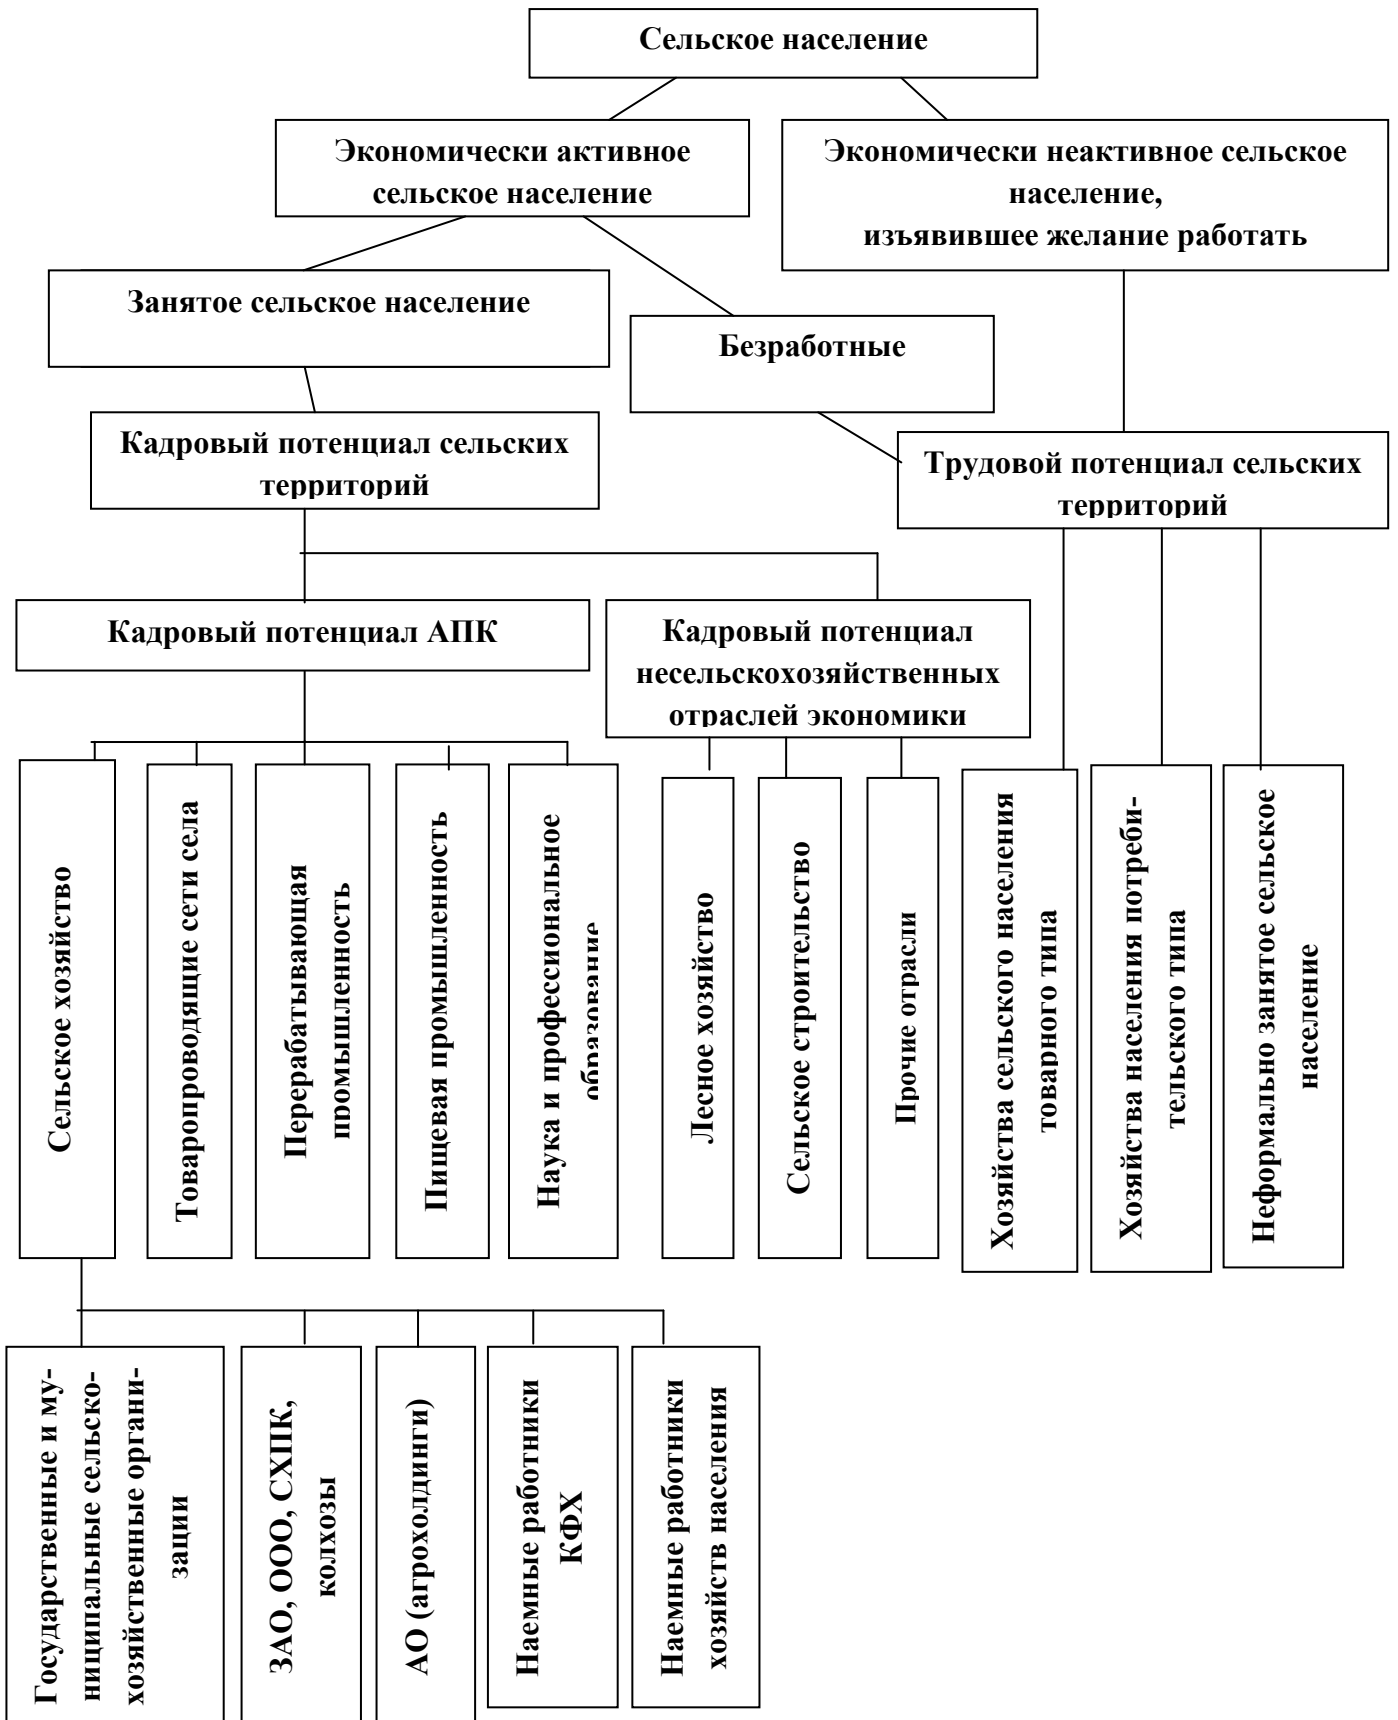 Сельское население
Экономически активное
сельское население
Экономически неактивное сельское
население,
изъявившее желание работать
Занятое сельское население
Безработные
Кадровый потенциал сельских
территорий
Трудовой потенциал сельских
территорий
Кадровый потенциал АПК
Кадровый потенциал
несельскохозяйственных
отраслей экономики
Сельское хозяйство
Товаропроводящие сети села
Перерабатывающая
промышленность
Пищевая промышленность
Наука и профессиональное
образование
Лесное хозяйство
Сельское строительство
Прочие отрасли
Хозяйства сельского населения
товарного типа
Хозяйства населения потреби-
тельского типа
Неформально занятое сельское
население
Государственные и му-
ниципальные сельско-
хозяйственные органи-
зации
ЗАО, ООО, СХПК,
колхозы
АО (агрохолдинги)
Наемные работники
КФХ
Наемные работники
хозяйств населения